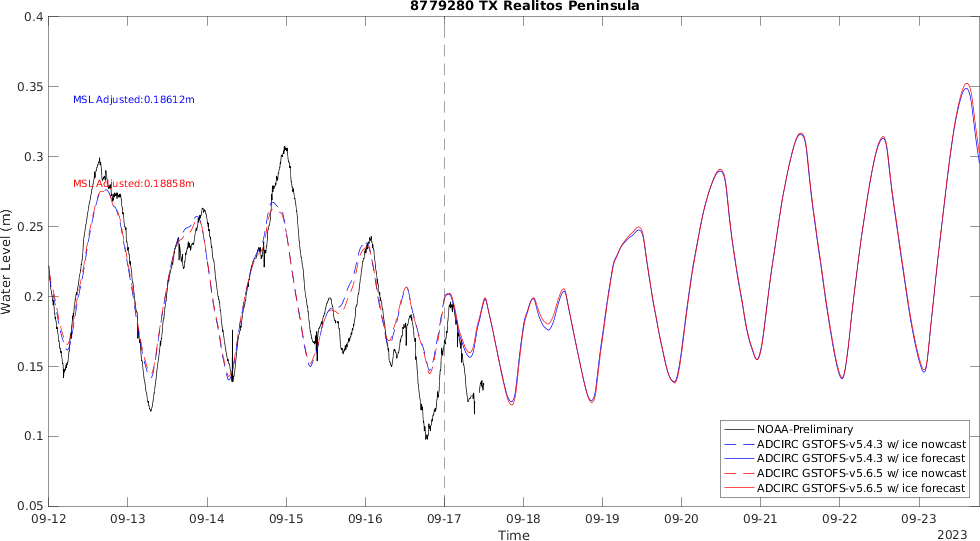 8779280 TX Realitos Peninsula
0.4
0.35
0.3
0.25
0.2
0.15
0.1
0.05
Water Level (m)
MSL Adjusted:0.18612m
MSL Adjusted:0.18858m
NOAA-Preliminary
ADCIRC GSTOFS-v5.4.3 w/ ice nowcast
ADCIRC GSTOFS-v5.4.3 w/ ice forecast
ADCIRC GSTOFS-v5.6.5 w/ ice nowcast
ADCIRC GSTOFS-v5.6.5 w/ ice forecast
09-12 09-13 09-14 09-15 09-16 09-17 09-18 09-19 09-20 09-21 09-22 09-23
Time
2023